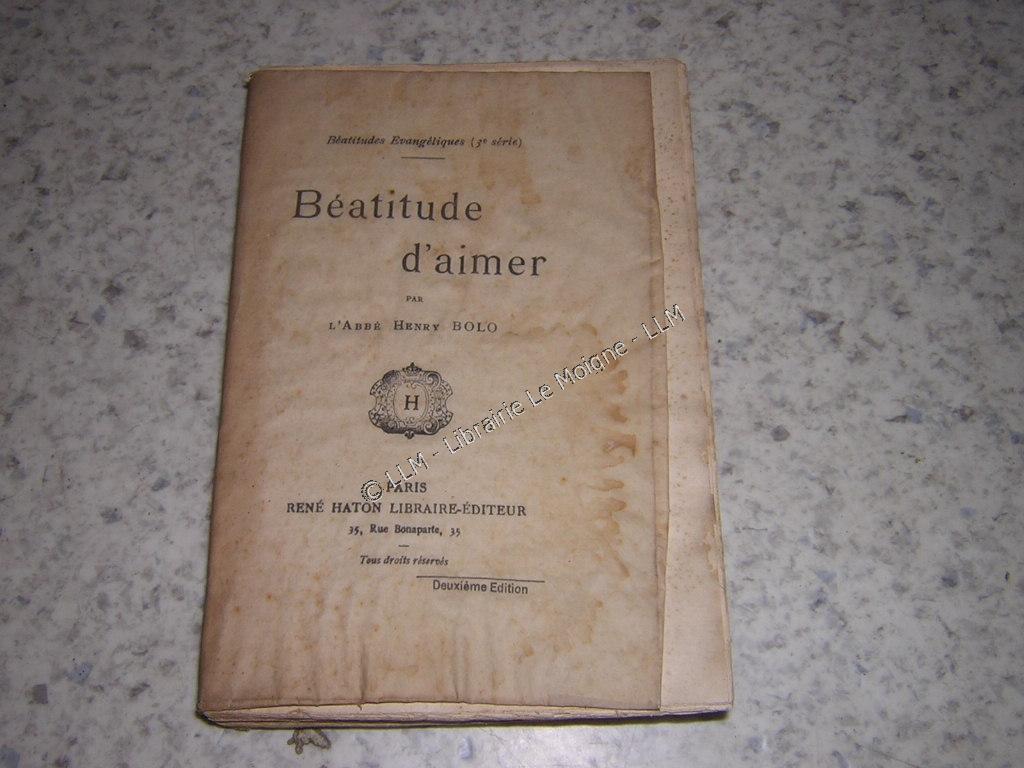 Béatitudes Evangéliques (3e série)
Béatitude
d'aimer
PAR
L'ABBÉ HENRY BOLO
H
PARIS
RENÉ HATON LIBRAIRE-ÉDITEUR
35, Rue Bonaparte, 35
Tous droits réservés
Deuxième Edition
© LLM - Librairie Le Moigne - LLM